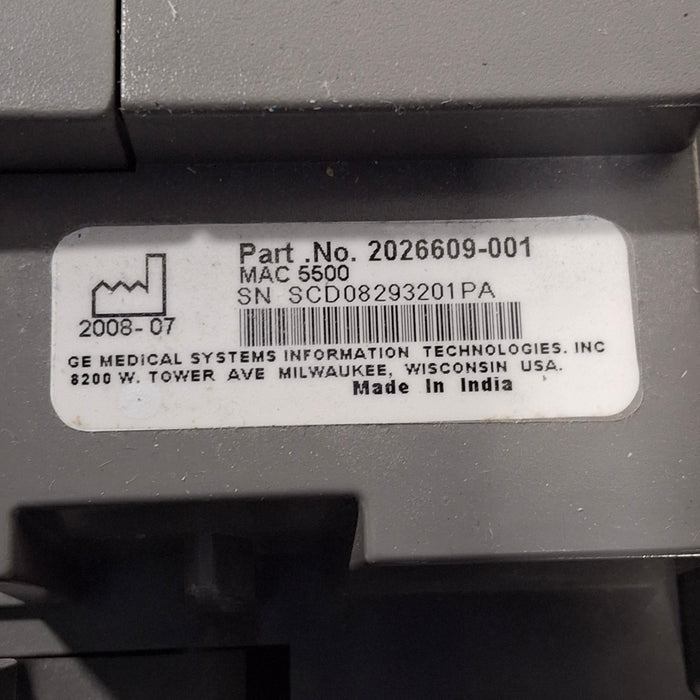 Part .No. 2026609-001
MAC 5500
SN SCD08293201PA
2008-07
GE MEDICAL SYSTEMS INFORMATION TECHNOLOGIES. INC
8200 W. TOWER AVE MILWAUKEE, WISCONSIN USA.
Made In India